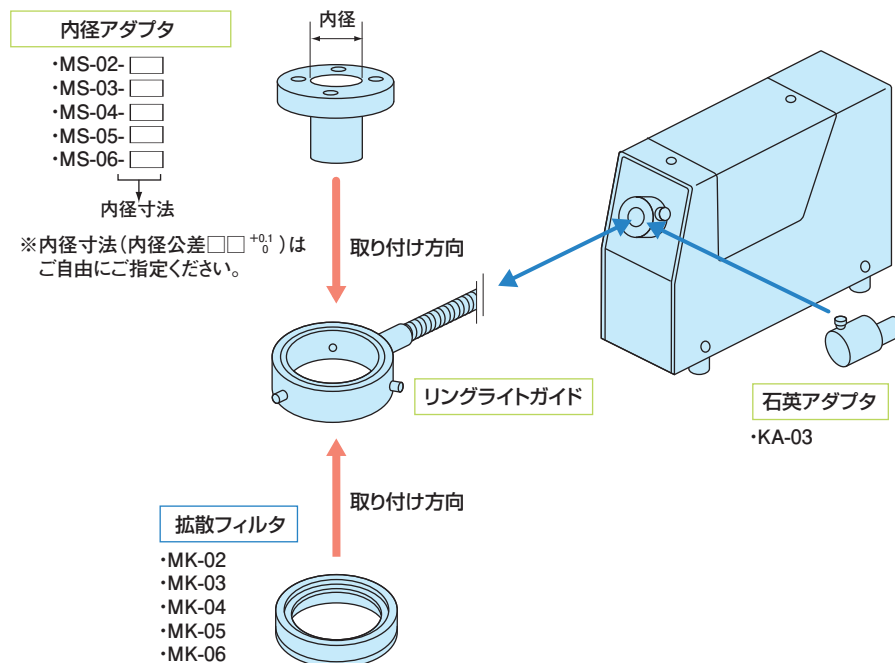 内径アダプタ
・MS-02-□
・MS-03-□
・MS-04-□
・MS-05-□
・MS-06-□
内径寸法
※内径寸法(内径公差□□ +0.1 0 )は
ご自由にご指定ください。
内径
取り付け方向
リングライトガイド
石英アダプタ
・KA-03
取り付け方向
拡散フィルタ
・MK-02
・MK-03
・MK-04
・MK-05
・MK-06